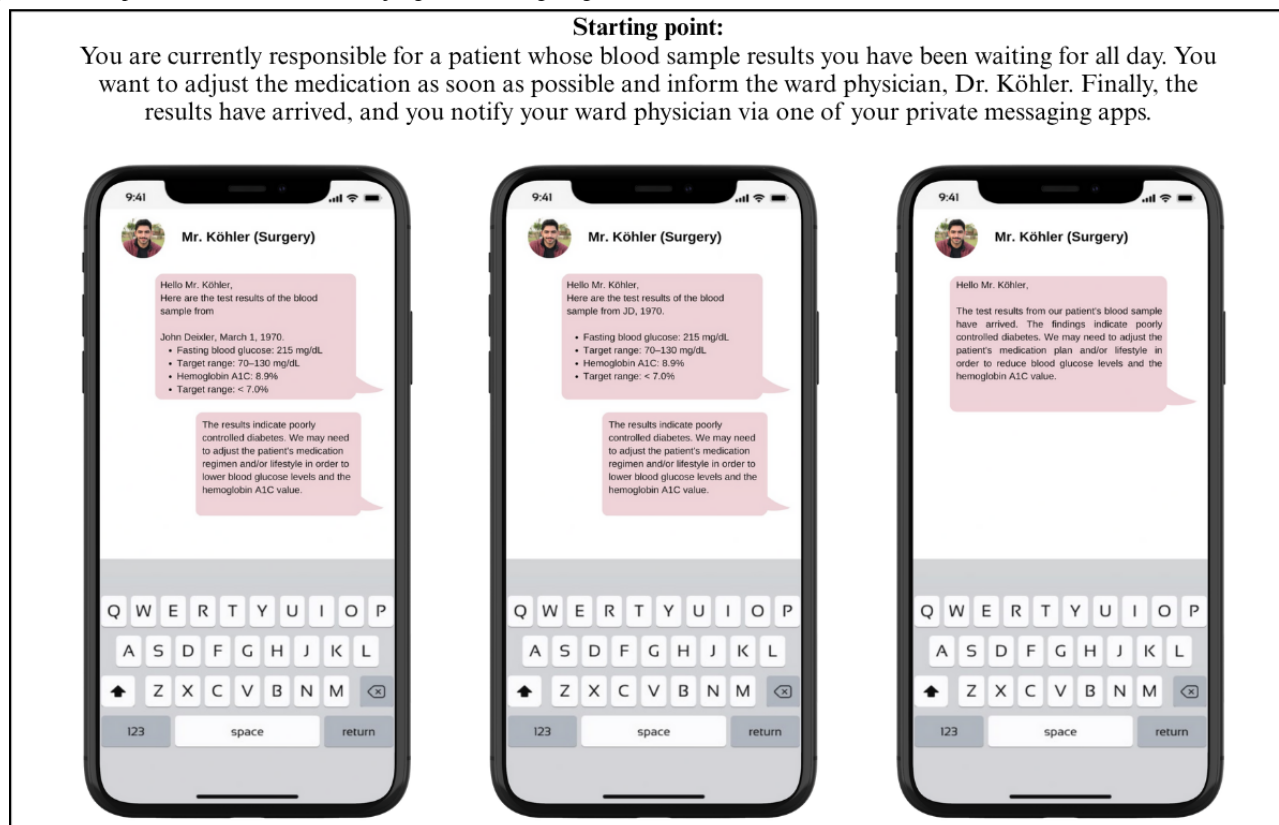 Starting point:
You are currently responsible for a patient whose blood sample results you have been waiting for all day. You
want to adjust the medication as soon as possible and inform the ward physician, Dr. Köhler. Finally, the
results have arrived, and you notify your ward physician via one of your private messaging apps.
9:41
Mr. Köhler (Surgery)
Hello Mr. Köhler,
Here are the test results of the blood
sample from
John Deixler, March 1, 1970.
• Fasting blood glucose: 215 mg/dL
• Target range: 70–130 mg/dL
• Hemoglobin A1C: 8.9%
• Target range: < 7.0%
The results indicate poorly
controlled diabetes. We may need
to adjust the patient's medication
regimen and/or lifestyle in order to
lower blood glucose levels and the
hemoglobin A1C value.
Q W E R T Y U I O P
A S D F G H J K L
Z X C V B N M
123 space return
9:41
Mr. Köhler (Surgery)
Hello Mr. Köhler,
Here are the test results of the blood
sample from JD, 1970.
• Fasting blood glucose: 215 mg/dL
• Target range: 70–130 mg/dL
• Hemoglobin A1C: 8.9%
• Target range: < 7.0%
The results indicate poorly
controlled diabetes. We may need
to adjust the patient's medication
regimen and/or lifestyle in order to
lower blood glucose levels and the
hemoglobin A1C value.
Q W E R T Y U I O P
A S D F G H J K L
Z X C V B N M
123 space return
9:41
Mr. Köhler (Surgery)
Hello Mr. Köhler,
The test results from our patient's blood sample
have arrived. The findings indicate poorly
controlled diabetes. We may need to adjust the
patient's medication plan and/or lifestyle in
order to reduce blood glucose levels and the
hemoglobin A1C value.
Q W E R T Y U I O P
A S D F G H J K L
Z X C V B N M
123 space return